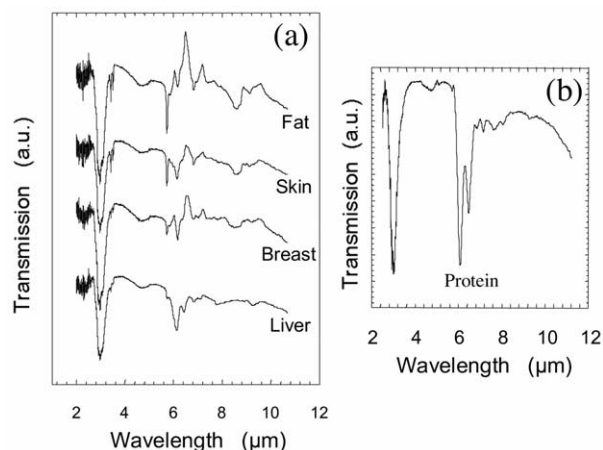 (a)
Transmission (a.u.)
Fat
Skin
Breast
Liver
2 4 6 8 10 12
Wavelength (µm)
(b)
Transmission (a.u.)
Protein
2 4 6 8 10 12
Wavelength (µm)